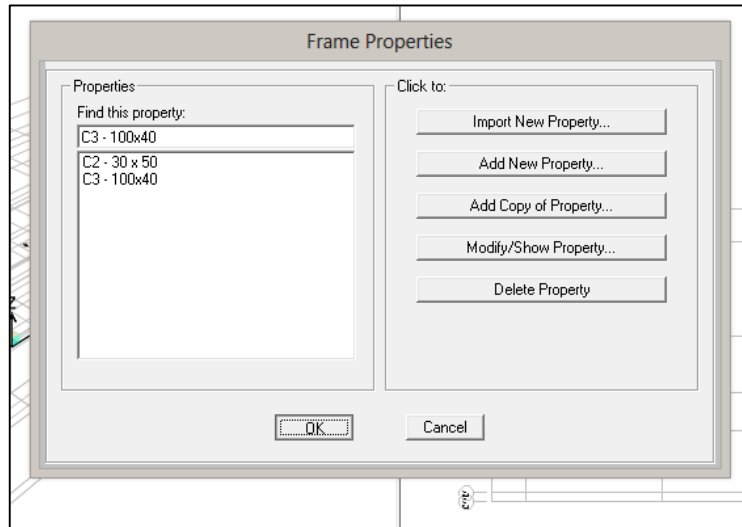 Frame Properties
Properties
Find this property:
C3 - 100x40
C2 - 30 x 50
C3 - 100x40
Click to:
Import New Property...
Add New Property...
Add Copy of Property...
Modify/Show Property...
Delete Property
OK
Cancel
Z